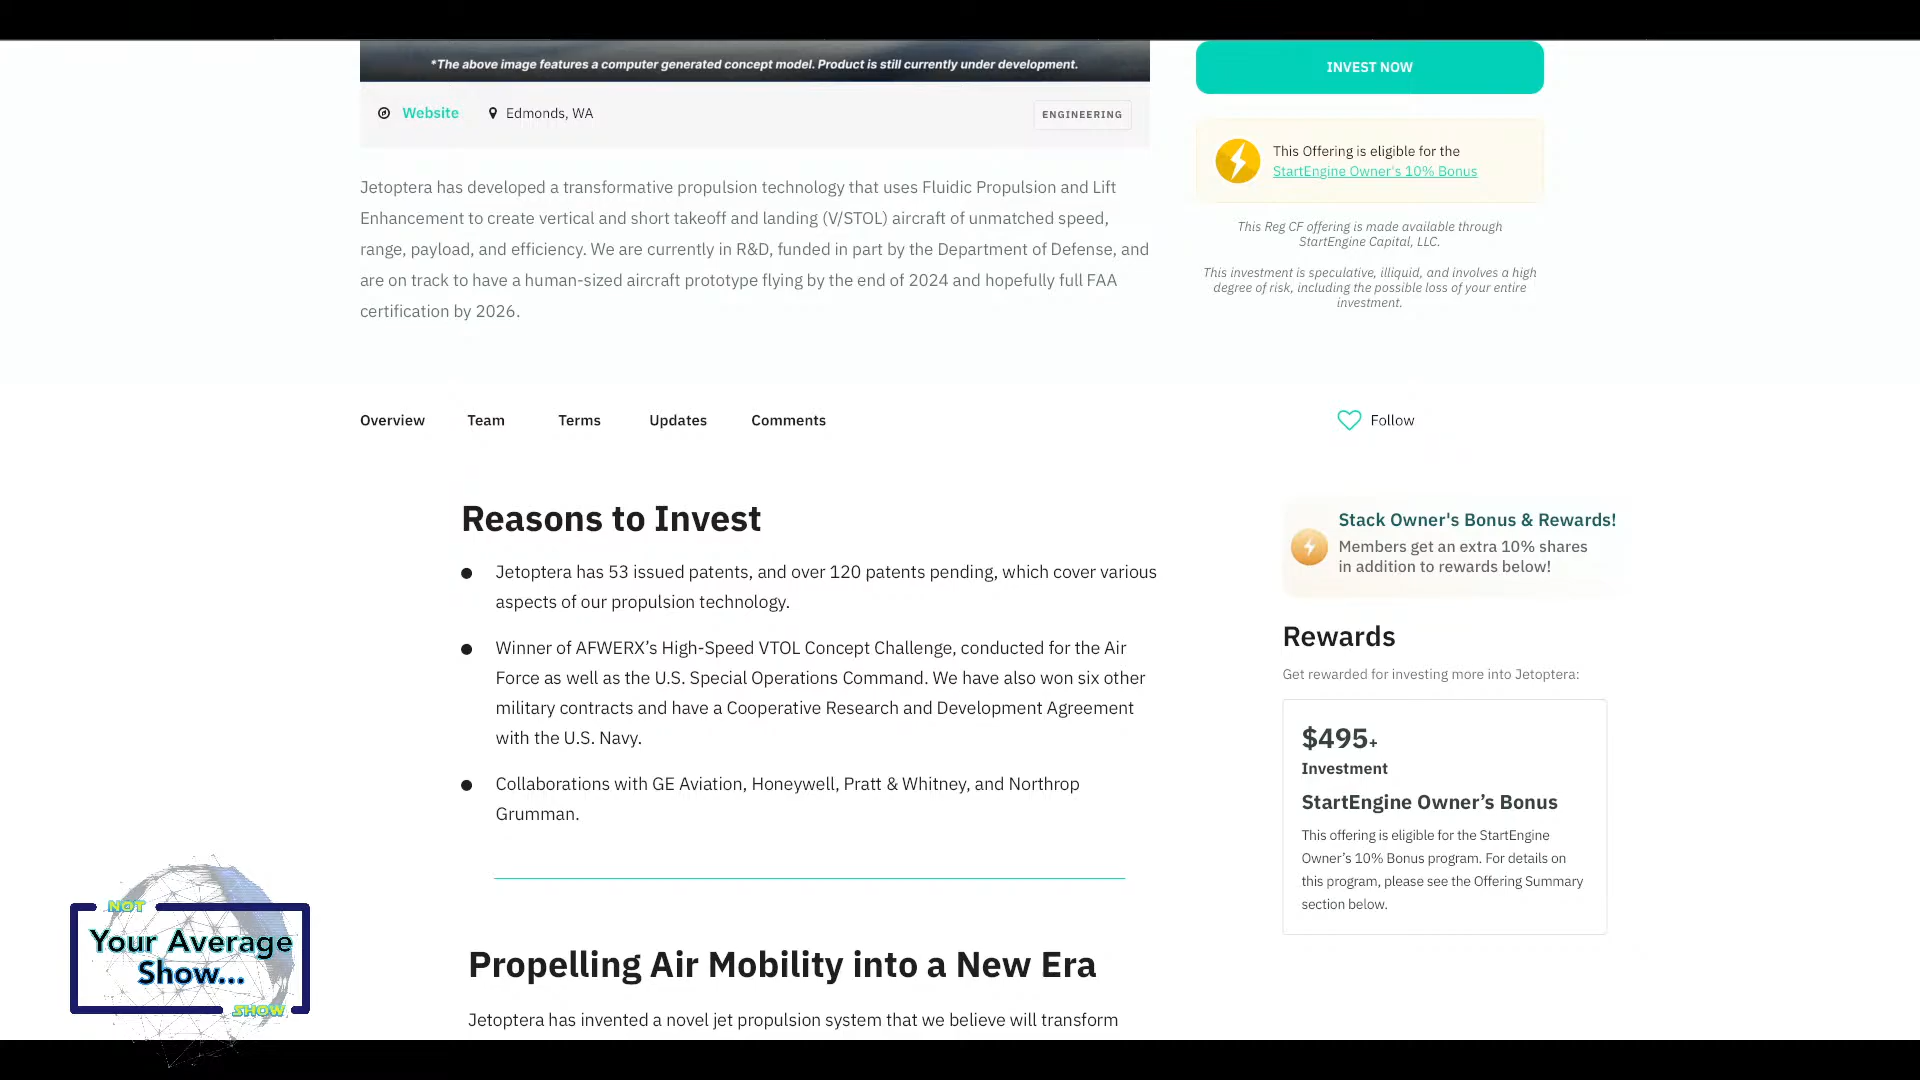 *The above image features a computer generated concept model. Product is still currently under development.
Website
Edmonds, WA
ENGINEERING
Jetoptera has developed a transformative propulsion technology that uses Fluidic Propulsion and Lift
Enhancement to create vertical and short takeoff and landing (V/STOL) aircraft of unmatched speed,
range, payload, and efficiency. We are currently in R&D, funded in part by the Department of Defense, and
are on track to have a human-sized aircraft prototype flying by the end of 2024 and hopefully full FAA
certification by 2026.
INVEST NOW
This Offering is eligible for the
StartEngine Owner's 10% Bonus
This Reg CF offering is made available through
StartEngine Capital, LLC.
This investment is speculative, illiquid, and involves a high
degree of risk, including the possible loss of your entire
investment.
Overview
Team
Terms
Updates
Comments
Follow
Reasons to Invest
Jetoptera has 53 issued patents, and over 120 patents pending, which cover various
aspects of our propulsion technology.
Winner of AFWERX’s High-Speed VTOL Concept Challenge, conducted for the Air
Force as well as the U.S. Special Operations Command. We have also won six other
military contracts and have a Cooperative Research and Development Agreement
with the U.S. Navy.
Collaborations with GE Aviation, Honeywell, Pratt & Whitney, and Northrop
Grumman.
Propelling Air Mobility into a New Era
Jetoptera has invented a novel jet propulsion system that we believe will transform
Stack Owner's Bonus & Rewards!
Members get an extra 10% shares
in addition to rewards below!
Rewards
Get rewarded for investing more into Jetoptera:
$495+
Investment
StartEngine Owner’s Bonus
This offering is eligible for the StartEngine
Owner’s 10% Bonus program. For details on
this program, please see the Offering Summary
section below.
NOT
Your Average
Show...
SHOW